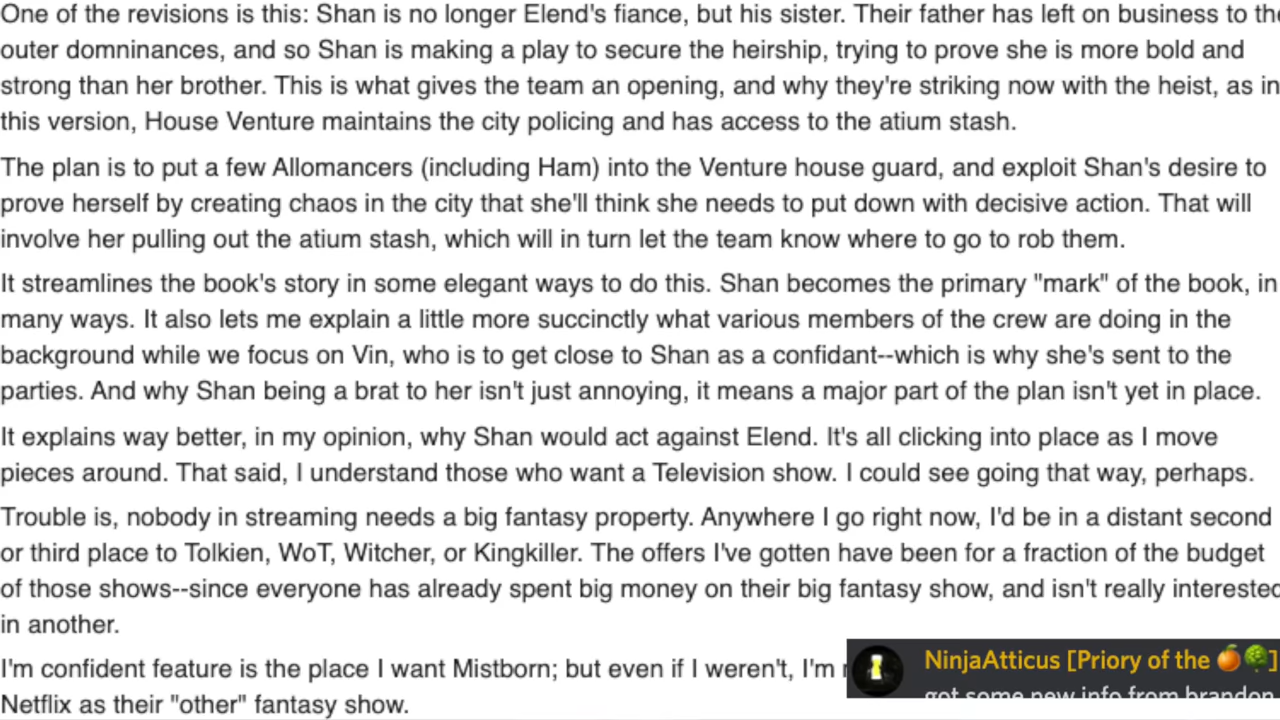 One of the revisions is this: Shan is no longer Elend's fiance, but his sister. Their father has left on business to the
outer domninances, and so Shan is making a play to secure the heirship, trying to prove she is more bold and
strong than her brother. This is what gives the team an opening, and why they're striking now with the heist, as in
this version, House Venture maintains the city policing and has access to the atium stash.
The plan is to put a few Allomancers (including Ham) into the Venture house guard, and exploit Shan's desire to
prove herself by creating chaos in the city that she'll think she needs to put down with decisive action. That will
involve her pulling out the atium stash, which will in turn let the team know where to go to rob them.
It streamlines the book's story in some elegant ways to do this. Shan becomes the primary "mark" of the book, in
many ways. It also lets me explain a little more succinctly what various members of the crew are doing in the
background while we focus on Vin, who is to get close to Shan as a confidant--which is why she's sent to the
parties. And why Shan being a brat to her isn't just annoying, it means a major part of the plan isn't yet in place.
It explains way better, in my opinion, why Shan would act against Elend. It's all clicking into place as I move
pieces around. That said, I understand those who want a Television show. I could see going that way, perhaps.
Trouble is, nobody in streaming needs a big fantasy property. Anywhere I go right now, I'd be in a distant second
or third place to Tolkien, WoT, Witcher, or Kingkiller. The offers I've gotten have been for a fraction of the budget
of those shows--since everyone has already spent big money on their big fantasy show, and isn't really interested
in another.
I'm confident feature is the place I want Mistborn; but even if I weren't, I'm
Netflix as their "other" fantasy show.
NinjaAtticus [Priory of the 🍊🌳]
got some new info from brandon